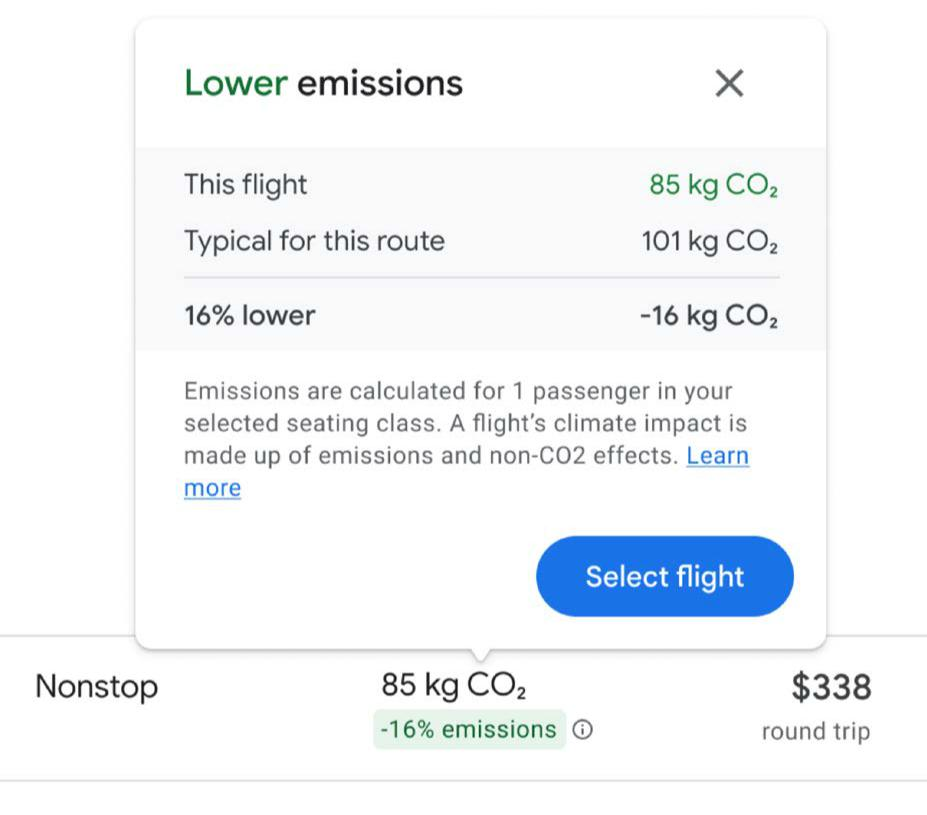 Lower emissions
This flight 85 kg CO₂
Typical for this route 101 kg CO₂
16% lower -16 kg CO₂
Emissions are calculated for 1 passenger in your
selected seating class. A flight's climate impact is
made up of emissions and non-CO2 effects. Learn
more
Select flight
Nonstop 85 kg CO₂ $338
-16% emissions round trip